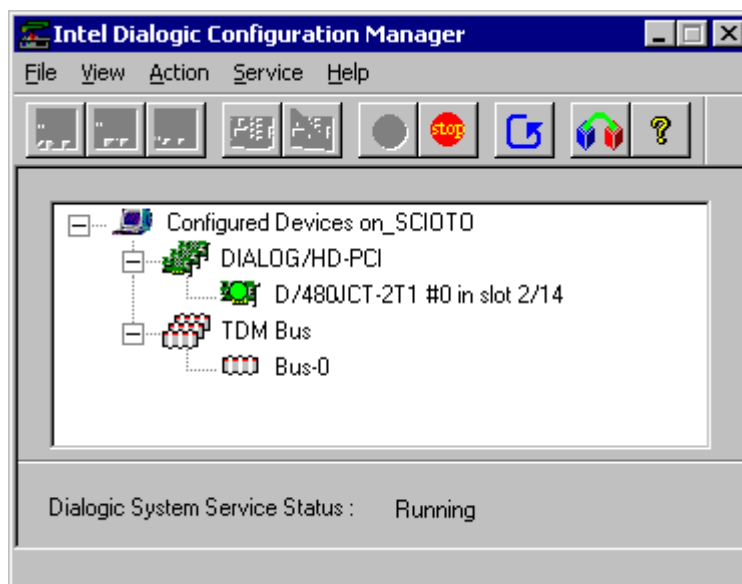 Intel Dialogic Configuration Manager
File View Action Service Help
stop
Configured Devices on_SCIOTO
DIALOG/HD-PCI
D/480JCT-2T1 #0 in slot 2/14
TDM Bus
Bus-0
Dialogic System Service Status : Running